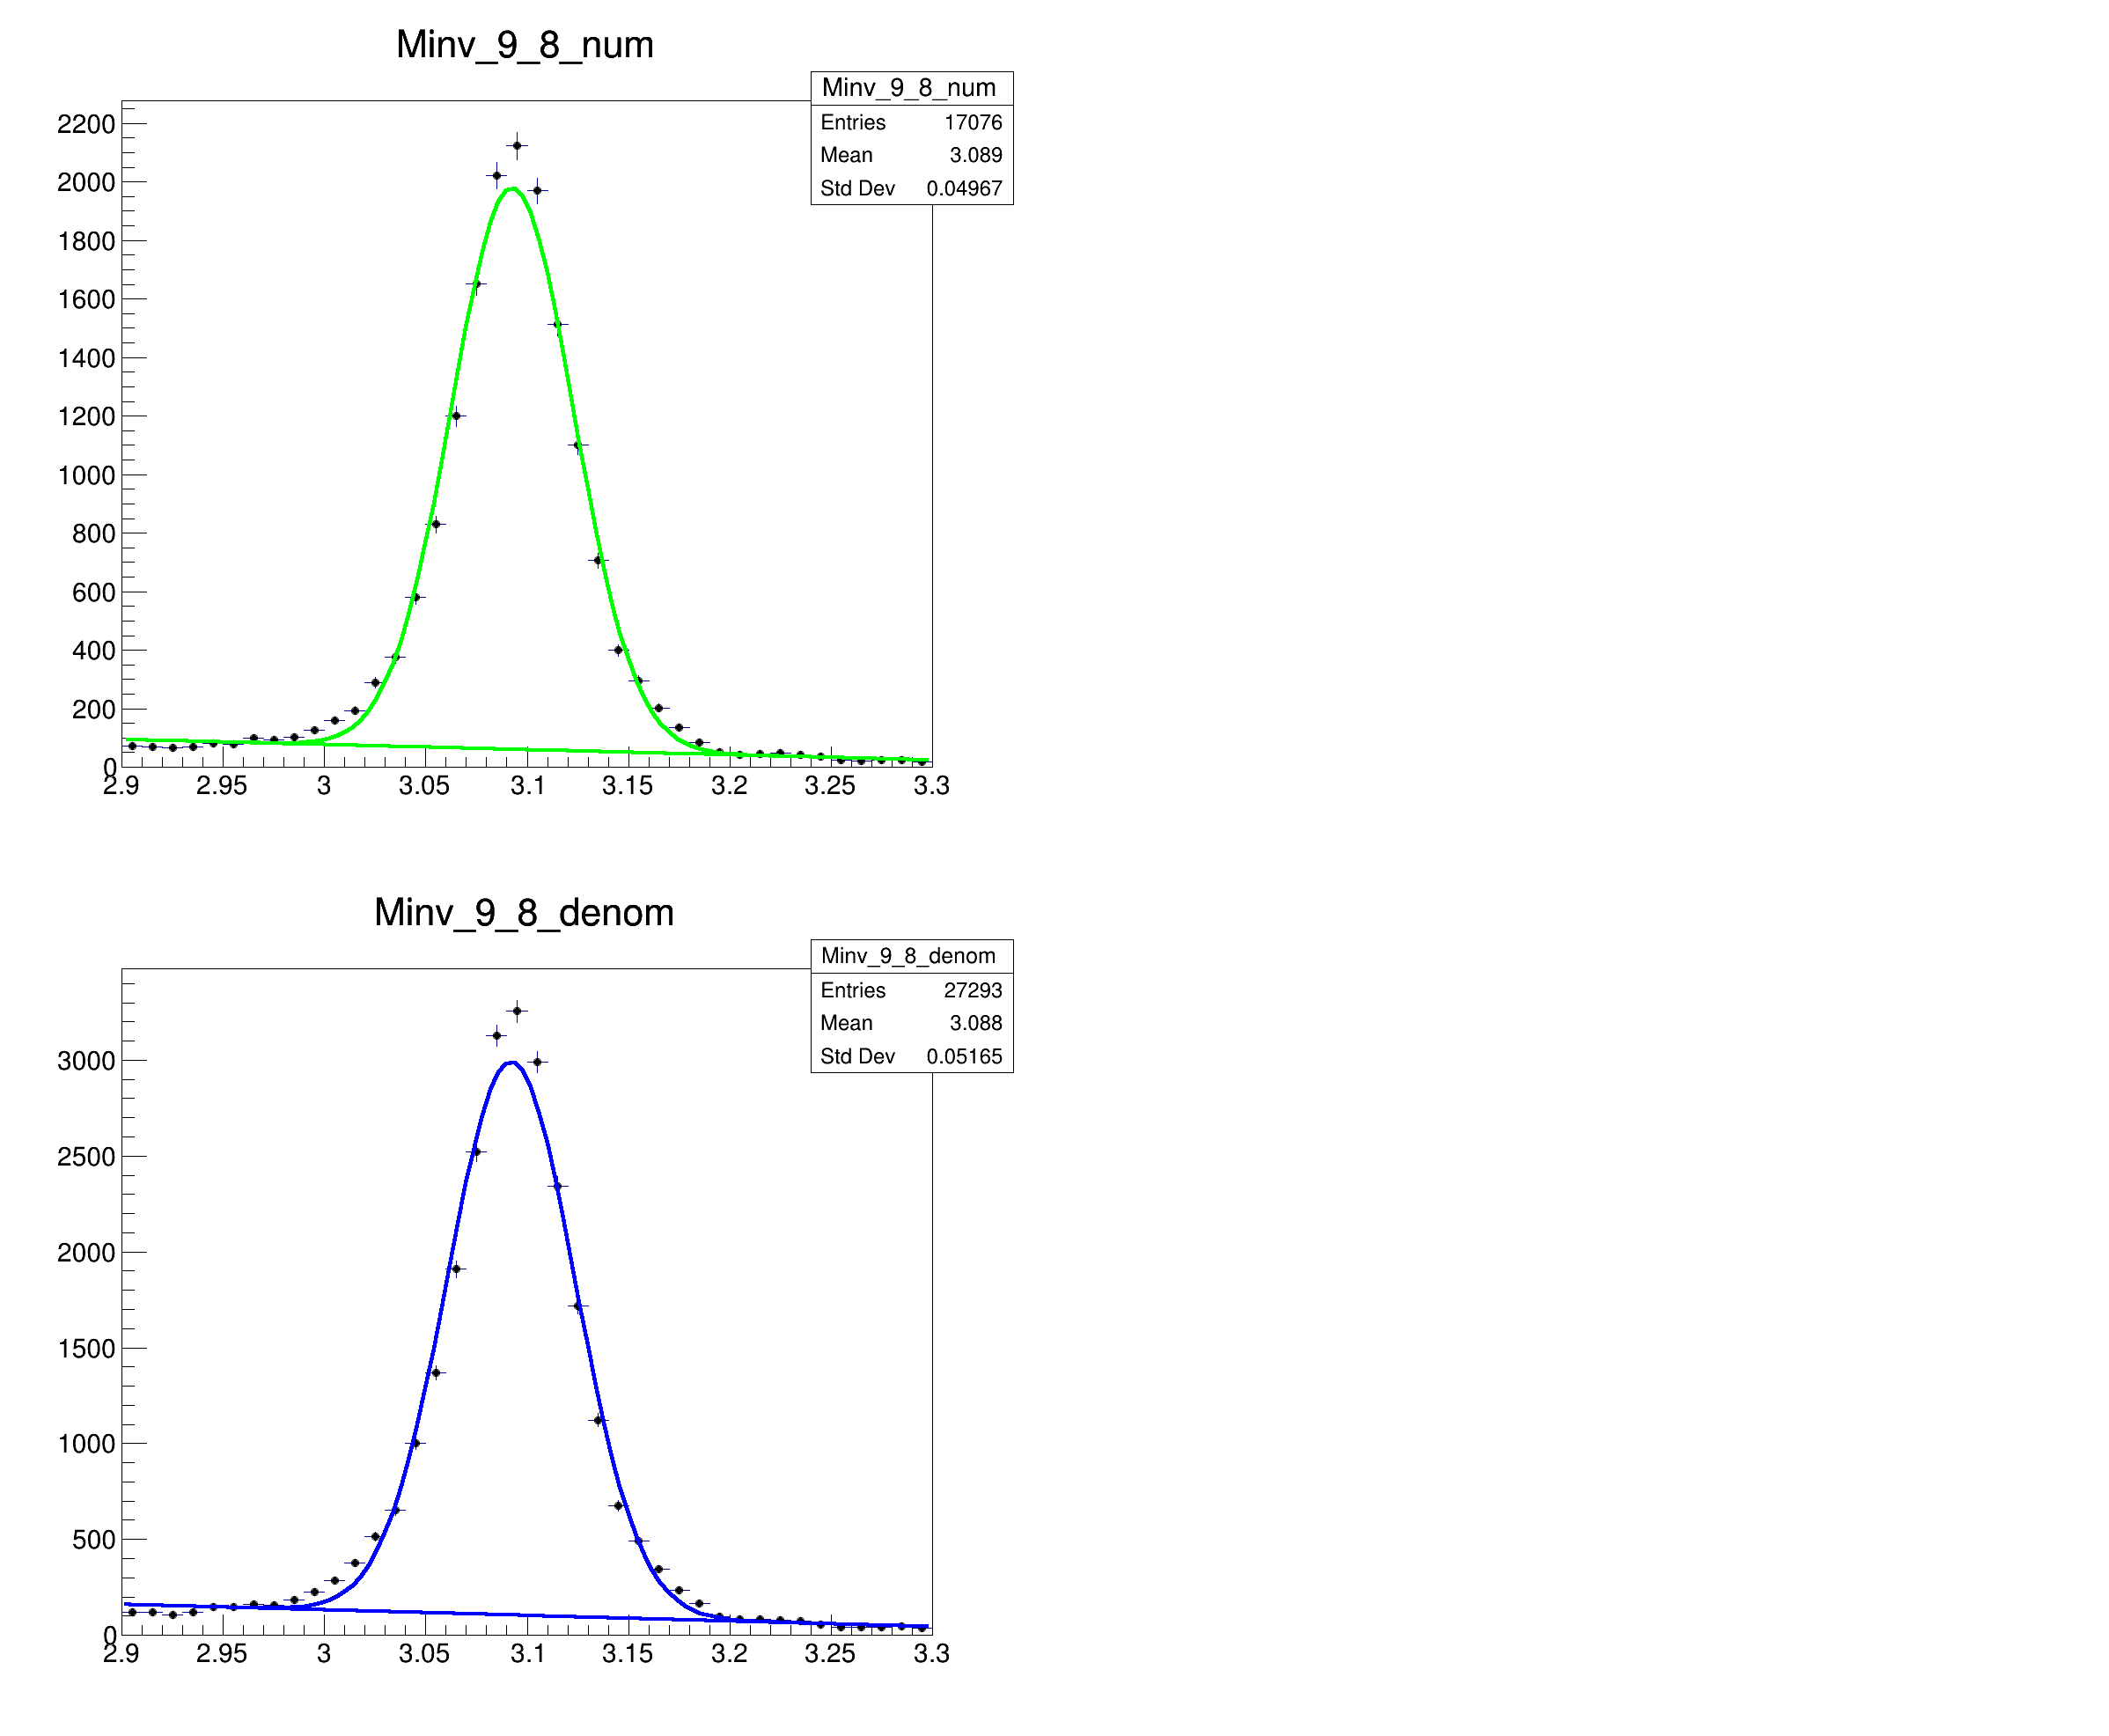 Minv_9_8_num
Minv_9_8_num
Entries 17076
Mean 3.089
Std Dev 0.04967
2200
2000
1800
1600
1400
1200
1000
800
600
400
200
0
2.9 2.95 3 3.05 3.1 3.15 3.2 3.25 3.3
Minv_9_8_denom
Minv_9_8_denom
Entries 27293
Mean 3.088
Std Dev 0.05165
3000
2500
2000
1500
1000
500
0
2.9 2.95 3 3.05 3.1 3.15 3.2 3.25 3.3